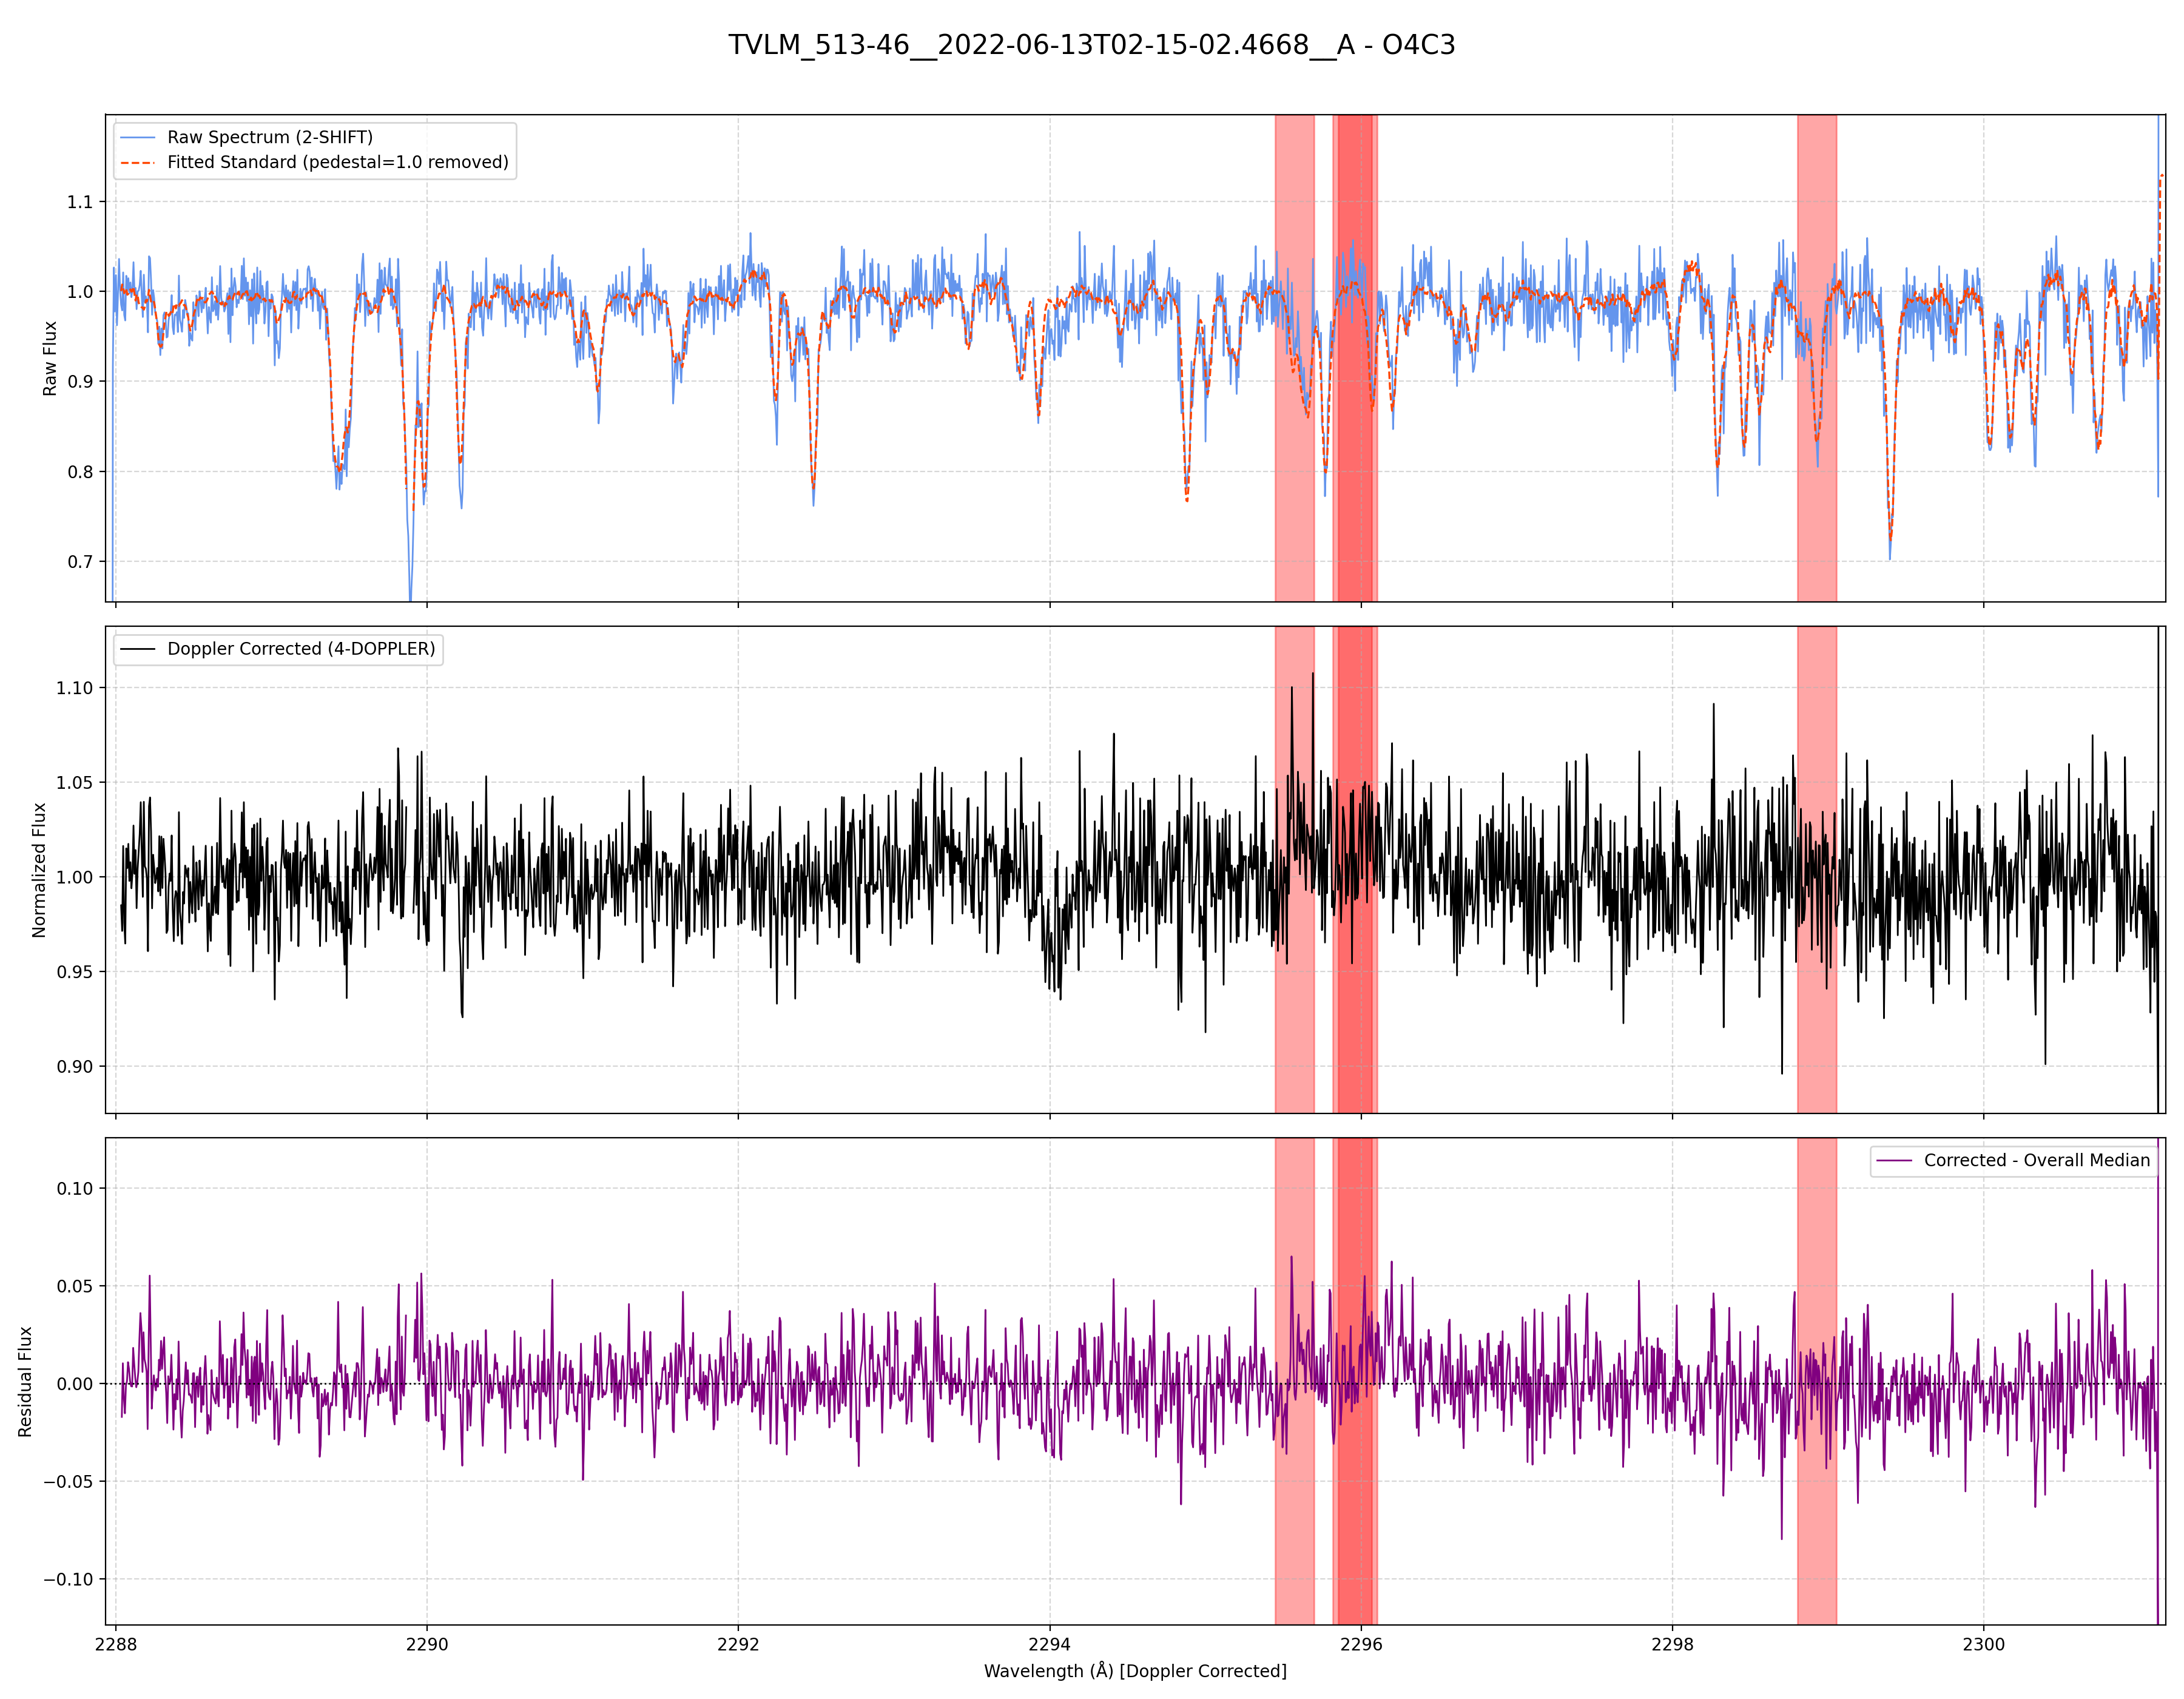 TVLM_513-46__2022-06-13T02-15-02.4668__A - O4C3
Raw Spectrum (2-SHIFT)
Fitted Standard (pedestal=1.0 removed)
1.1
1.0
0.9
0.8
0.7
Raw Flux
Doppler Corrected (4-DOPPLER)
1.10
1.05
1.00
0.95
0.90
Normalized Flux
Corrected - Overall Median
0.10
0.05
0.00
−0.05
−0.10
Residual Flux
2288 2290 2292 2294 2296 2298 2300
Wavelength (Å) [Doppler Corrected]